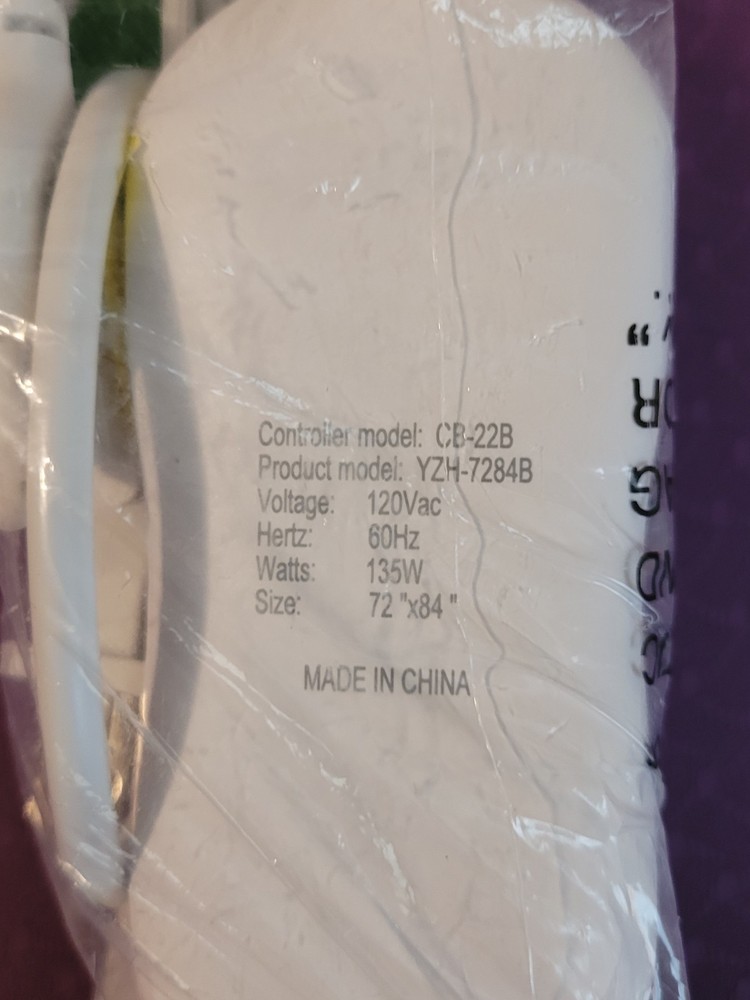 Controller model: CB-22B
Product model: YZH-7284B
Voltage: 120Vac
Hertz: 60Hz
Watts: 135W
Size: 72 "x84 "
MADE IN CHINA